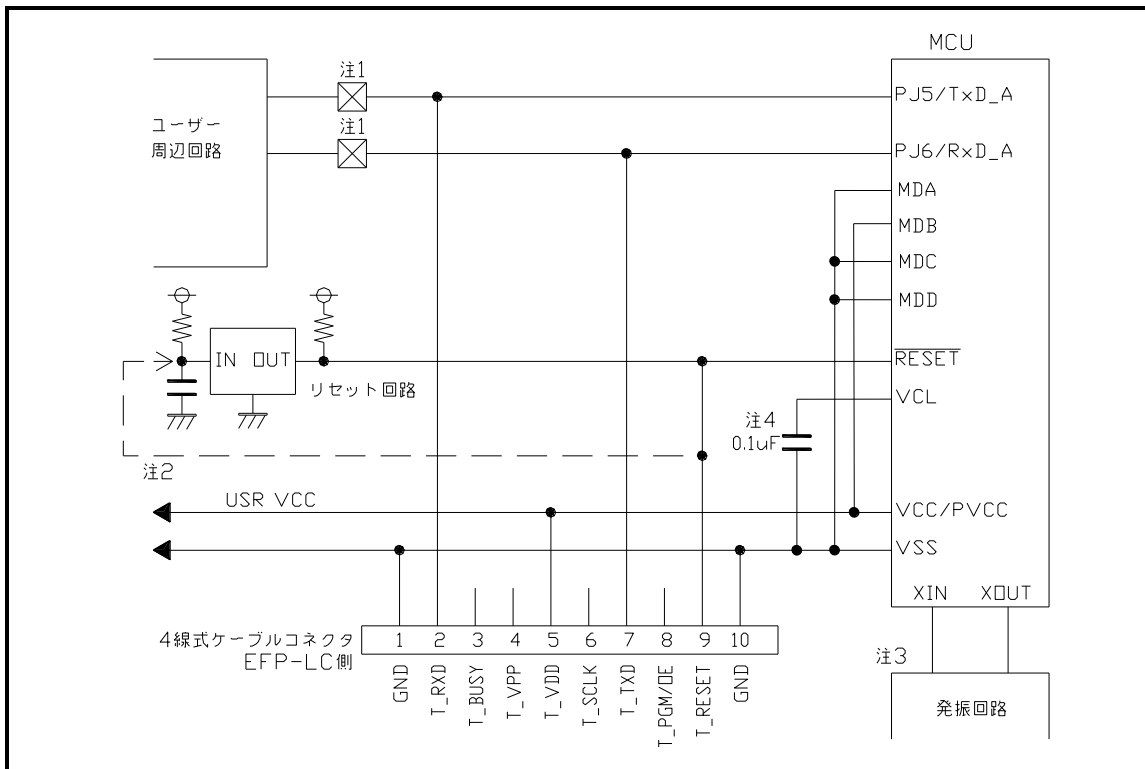 MCU
注1
PJ5/TxD_A
注1
ユーザー
周辺回路
PJ6/RxD_A
MDA
MDB
MDC
MDD
IN OUT
RESET
リセット回路
VCL
注4
0.1uF
注2
USR VCC
VCC/PVCC
VSS
XIN XOUT
4線式ケーブルコネクタ
EFP-LC側
1 2 3 4 5 6 7 8 9 10
GND
T_RXD
T_BUSY
T_VPP
T_VDD
T_SCLK
T_TXD
T_PGM/OE
T_RESET
GND
注3
発振回路